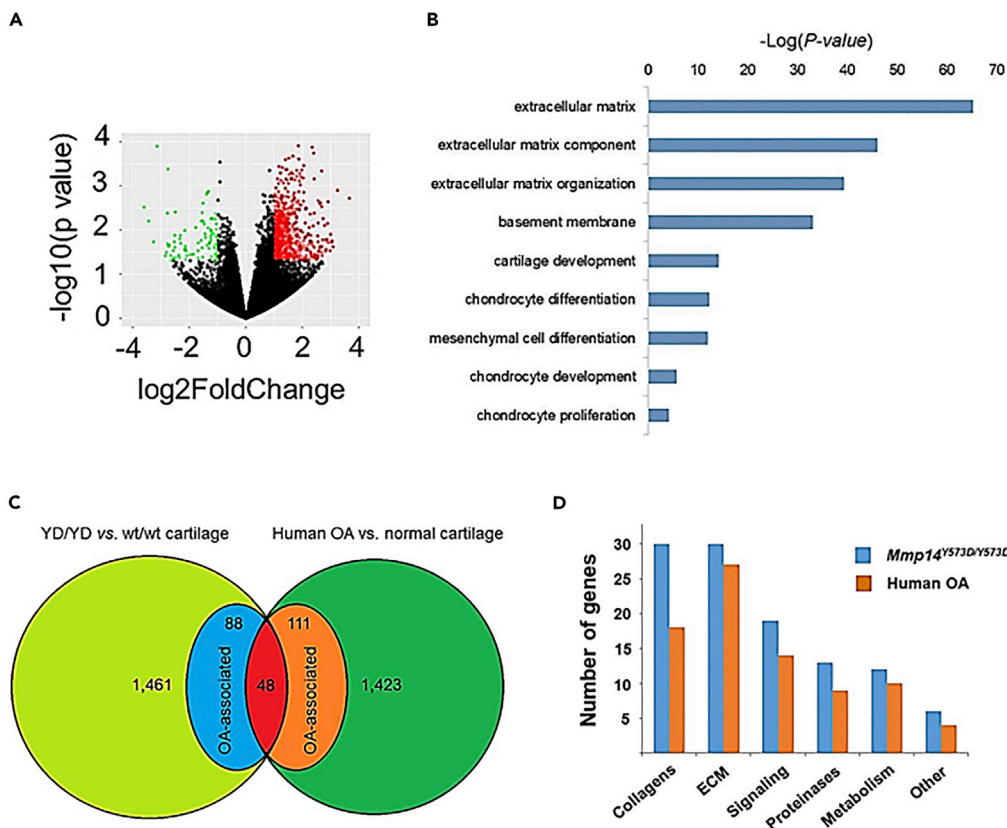 A
-log10(p value)
4
3
2
1
0
-4 -2 0 2 4
log2FoldChange
B
-Log(P-value)
0 10 20 30 40 50 60 70
extracellular matrix
extracellular matrix component
extracellular matrix organization
basement membrane
cartilage development
chondrocyte differentiation
mesenchymal cell differentiation
chondrocyte development
chondrocyte proliferation
C
YD/YD vs. wt/wt cartilage
Human OA vs. normal cartilage
1,461
88
OA-associated
48
111
OA-associated
1,423
D
Number of genes
30
25
20
15
10
5
Mmp14Y573D/Y573D
Human OA
Collagens
ECM
Signaling
Proteinases
Metabolism
Other